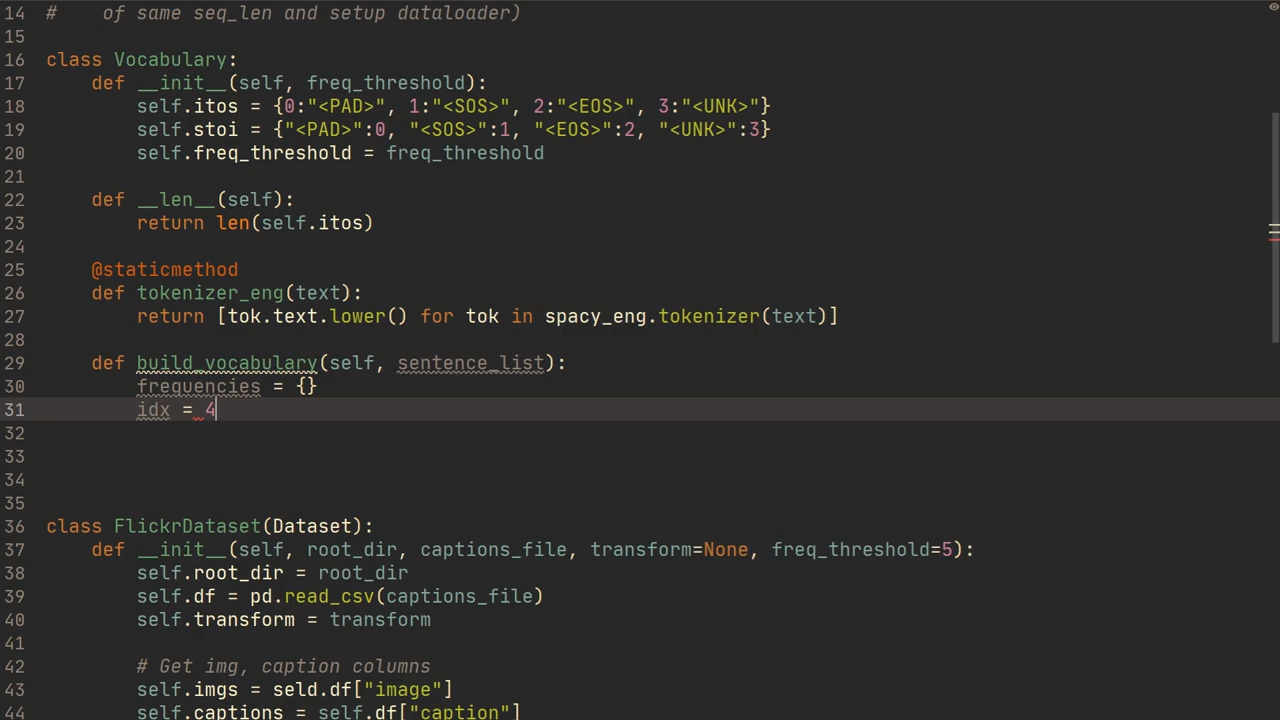 14 #    of same seq_len and setup dataloader)
15
16 class Vocabulary:
17     def __init__(self, freq_threshold):
18         self.itos = {0:"<PAD>", 1:"<SOS>", 2:"<EOS>", 3:"<UNK>"}
19         self.stoi = {"<PAD>":0, "<SOS>":1, "<EOS>":2, "<UNK>":3}
20         self.freq_threshold = freq_threshold
21
22     def __len__(self):
23         return len(self.itos)
24
25     @staticmethod
26     def tokenizer_eng(text):
27         return [tok.text.lower() for tok in spacy_eng.tokenizer(text)]
28
29     def build_vocabulary(self, sentence_list):
30         frequencies = {}
31         idx = 4
32
33
34
35
36 class FlickrDataset(Dataset):
37     def __init__(self, root_dir, captions_file, transform=None, freq_threshold=5):
38         self.root_dir = root_dir
39         self.df = pd.read_csv(captions_file)
40         self.transform = transform
41
42         # Get img, caption columns
43         self.imgs = seld.df["image"]
44         self.captions = self.df["caption"]